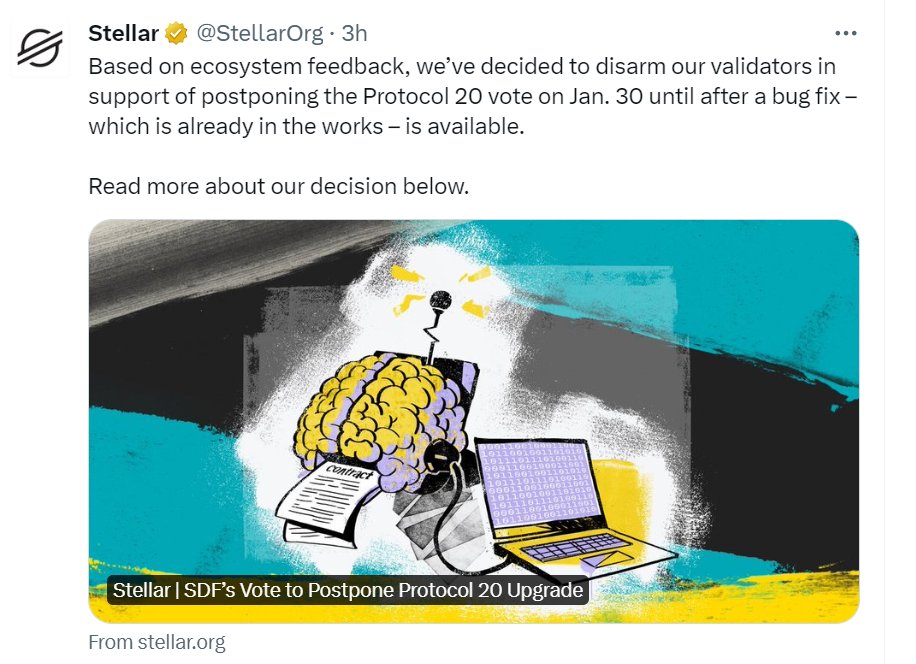 Stellar @StellarOrg · 3h
Based on ecosystem feedback, we’ve decided to disarm our validators in
support of postponing the Protocol 20 vote on Jan. 30 until after a bug fix –
which is already in the works – is available.
Read more about our decision below.
contract
Stellar | SDF’s Vote to Postpone Protocol 20 Upgrade
From stellar.org